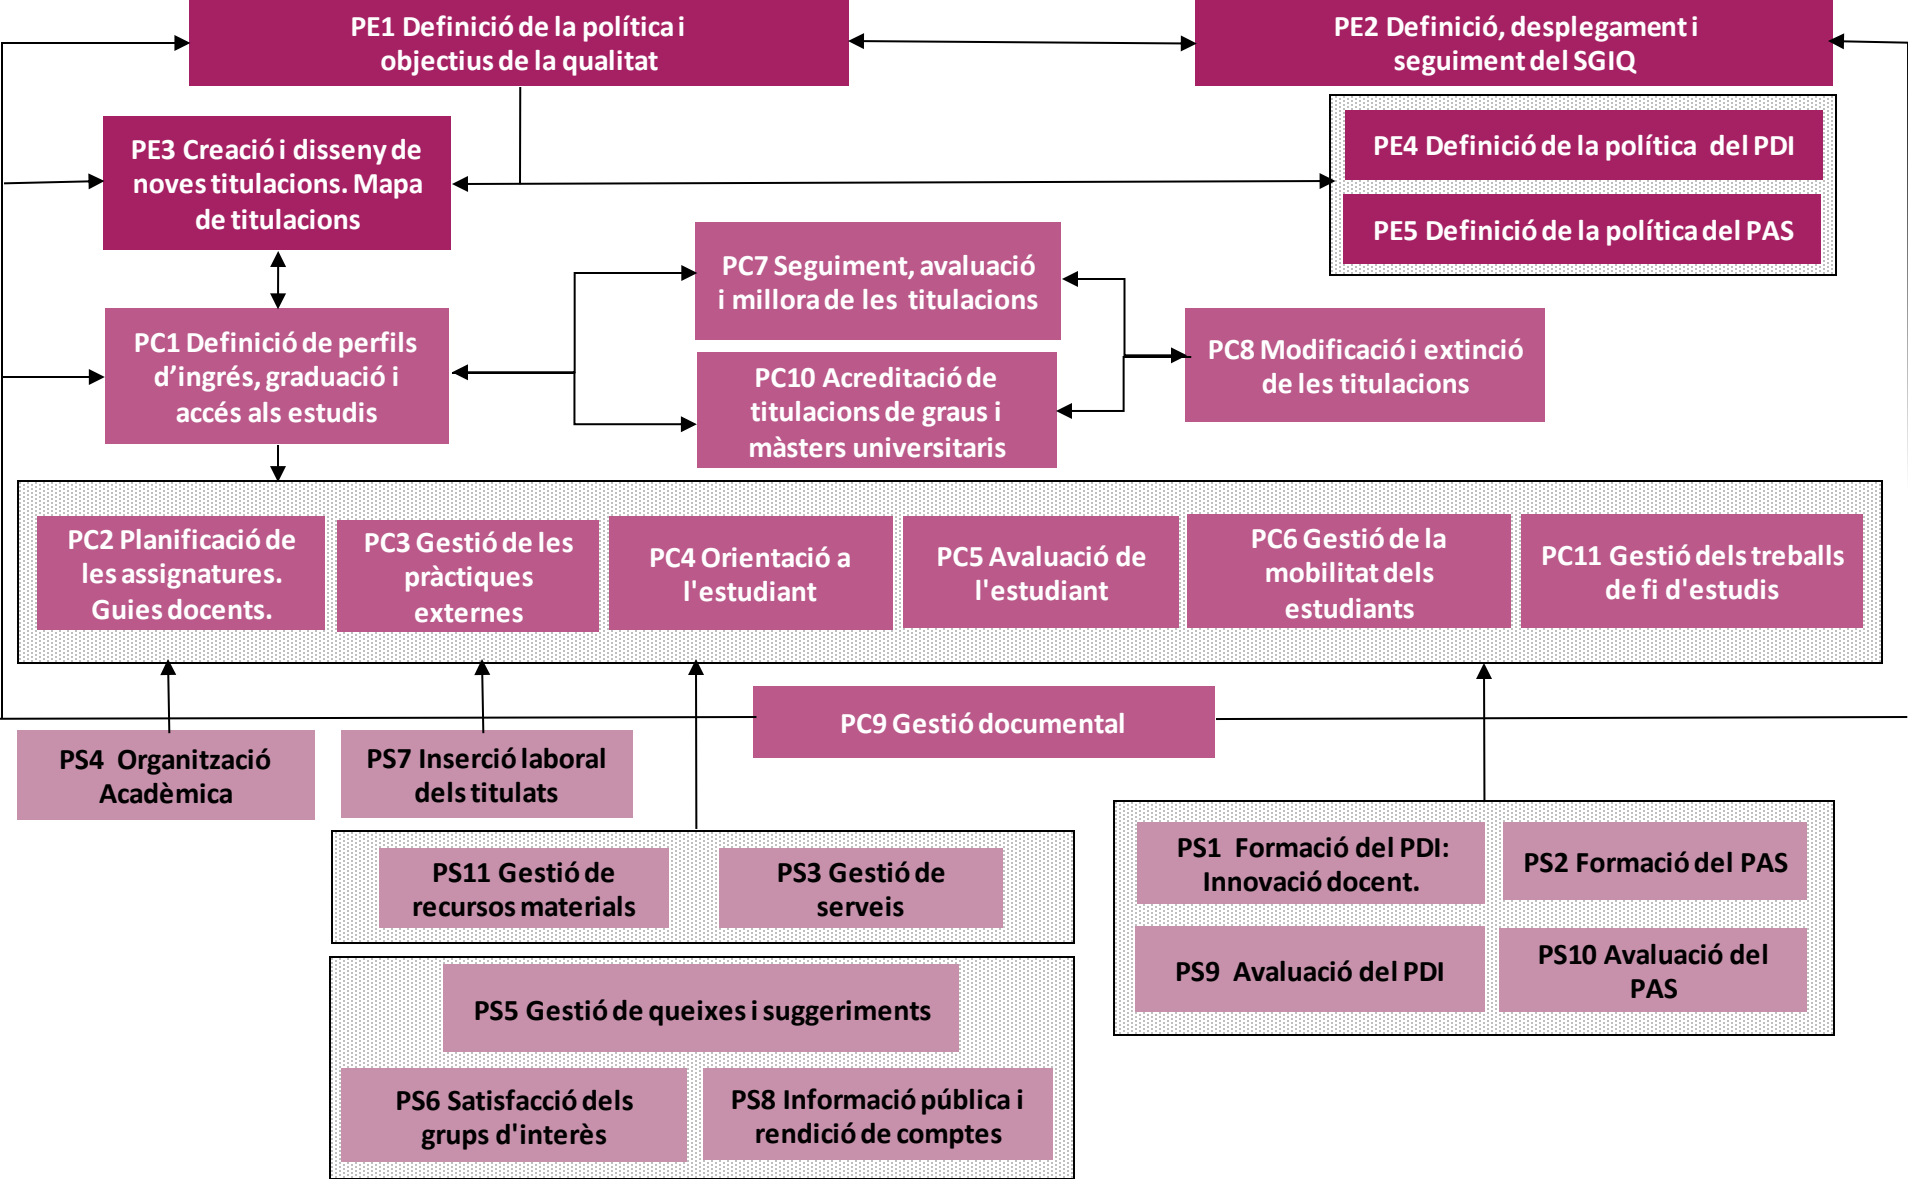 PE1 Definició de la política i
objectius de la qualitat
PE2 Definició, desplegament i
seguiment del SGIQ
PE3 Creació i disseny de
noves titulacions. Mapa
de titulacions
PE4 Definició de la política del PDI
PE5 Definició de la política del PAS
PC7 Seguiment, avaluació
i millora de les titulacions
PC1 Definició de perfils
d'ingrés, graduació i
accés als estudis
PC10 Acreditació de
titulacions de graus i
màsters universitaris
PC8 Modificació i extinció
de les titulacions
PC2 Planificació de
les assignatures.
Guies docents.
PC3 Gestió de les
pràctiques
externes
PC4 Orientació a
l'estudiant
PC5 Avaluació de
l'estudiant
PC6 Gestió de la
mobilitat dels
estudiants
PC11 Gestió dels treballs
de fi d'estudis
PC9 Gestió documental
PS4 Organització
Acadèmica
PS7 Inserció laboral
dels titulats
PS11 Gestió de
recursos materials
PS3 Gestió de
serveis
PS1 Formació del PDI:
Innovació docent.
PS2 Formació del PAS
PS9 Avaluació del PDI
PS10 Avaluació del
PAS
PS5 Gestió de queixes i suggeriments
PS6 Satisfacció dels
grups d'interès
PS8 Informació pública i
rendició de comptes